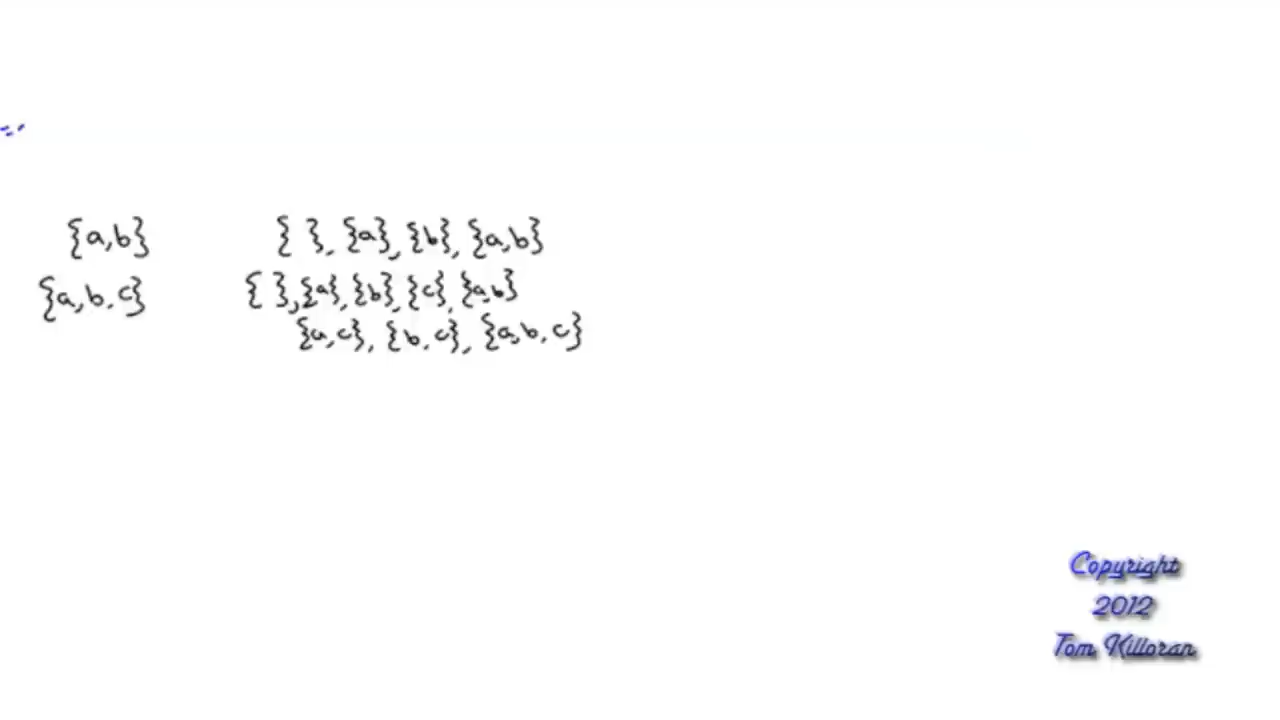 {a,b} { }, {a}, {b}, {a,b}
{a,b,c} { }, {a}, {b}, {c}, {a,b}
{a,c}, {b,c}, {a,b,c}
Copyright
2012
Tom Killoran